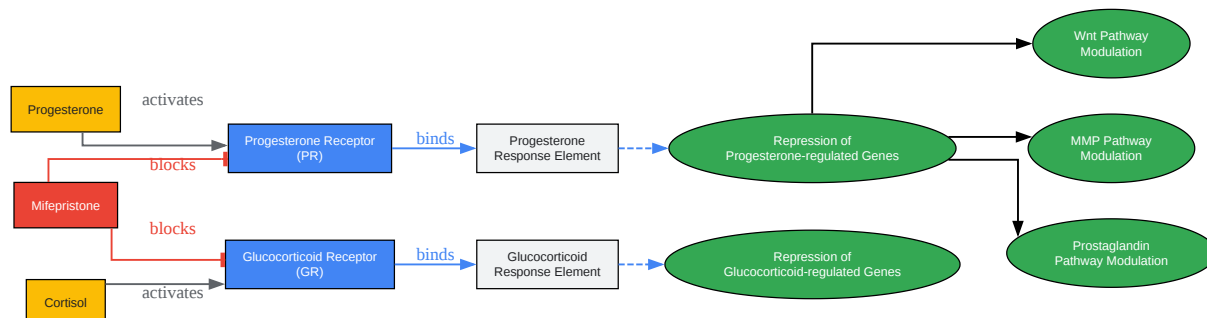 Wnt Pathway
Modulation
activates
Progesterone
Progesterone Receptor
(PR)
binds
Progesterone
Response Element
Repression of
Progesterone-regulated Genes
MMP Pathway
Modulation
blocks
Mifepristone
blocks
Glucocorticoid Receptor
(GR)
binds
Glucocorticoid
Response Element
Repression of
Glucocorticoid-regulated Genes
Prostaglandin
Pathway Modulation
activates
Cortisol